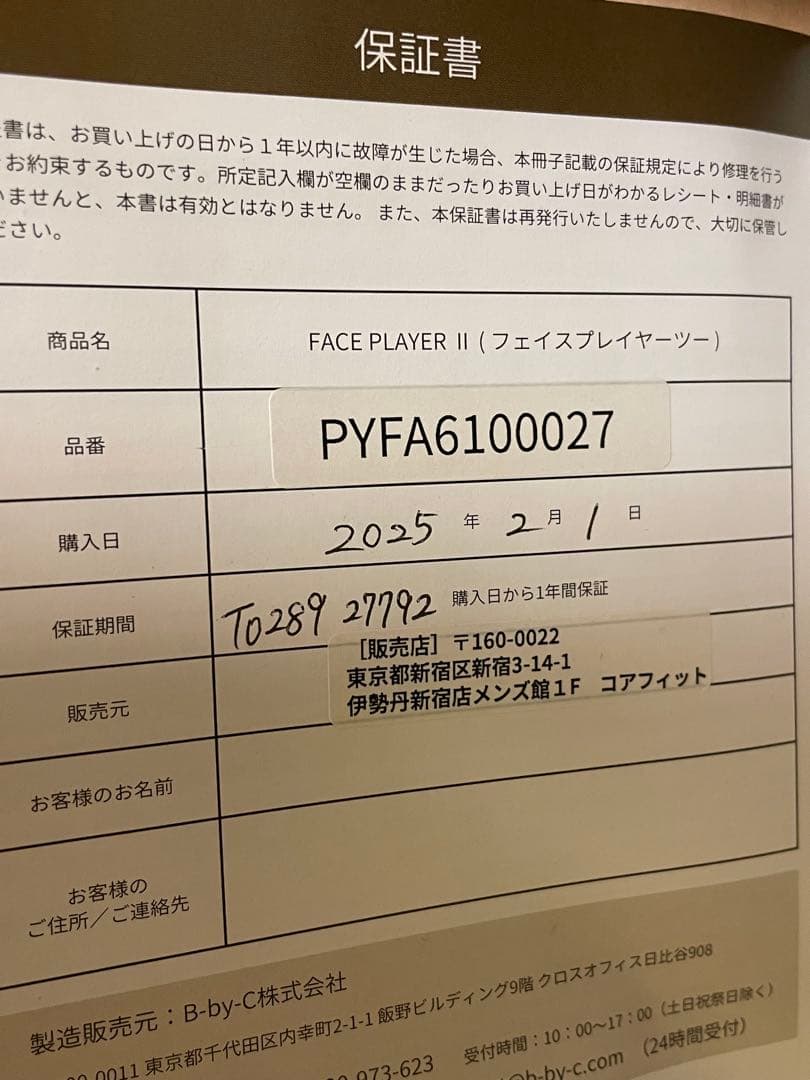 保証書
書は、お買い上げの日から1年以内に故障が生じた場合、本冊子記載の保証規定により修理を行う
お約束するものです。所定記入欄が空欄のままだったりお買い上げ日がわかるレシート・明細書が
いませんと、本書は有効とはなりません。また、本保証書は再発行いたしませんので、大切に保管し
ださい。
商品名 FACE PLAYER II (フェイスプレイヤーツー)
品番 PYFA6100027
購入日 2025 年 2 月 1 日
保証期間 T0289 27792 購入日から1年間保証
[販売店] 〒160-0022
東京都新宿区新宿3-14-1
販売元 伊勢丹新宿店メンズ館1F コアフィット
お客様のお名前
お客様の
ご住所/ご連絡先
製造販売元:B-by-C株式会社
0-0011 東京都千代田区内幸町2-1-1 飯野ビルディング9階 クロスオフィス日比谷908
0-973-623 受付時間:10:00〜17:00(土日祝祭日除く)
@b-by-c.com (24時間受付)